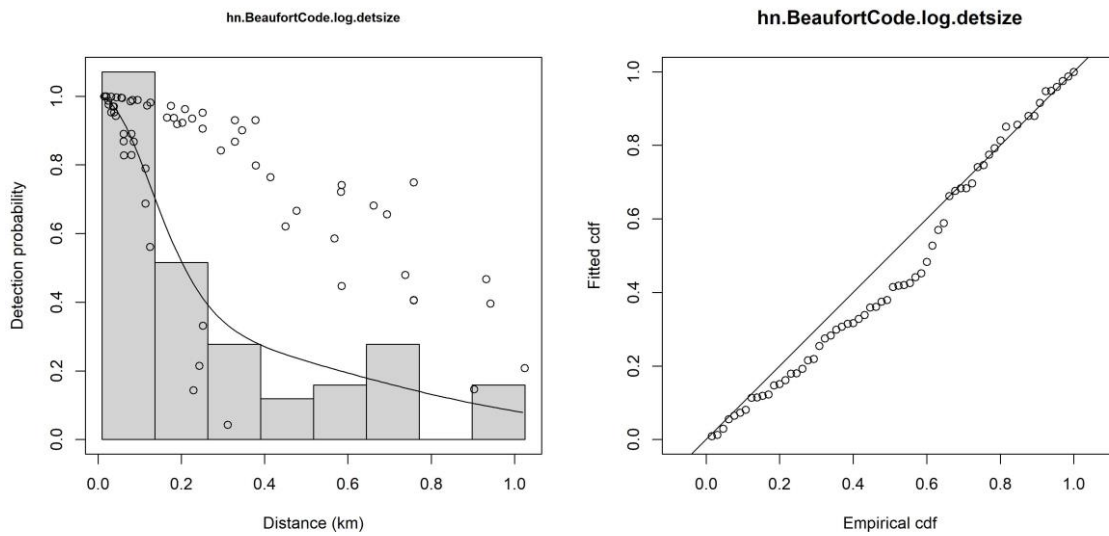 hn.BeaufortCode.log.detsize
Detection probability
1.0
0.8
0.6
0.4
0.2
0.0
0.0 0.2 0.4 0.6 0.8 1.0
Distance (km)
hn.BeaufortCode.log.detsize
Fitted cdf
1.0
0.8
0.6
0.4
0.2
0.0
0.0 0.2 0.4 0.6 0.8 1.0
Empirical cdf